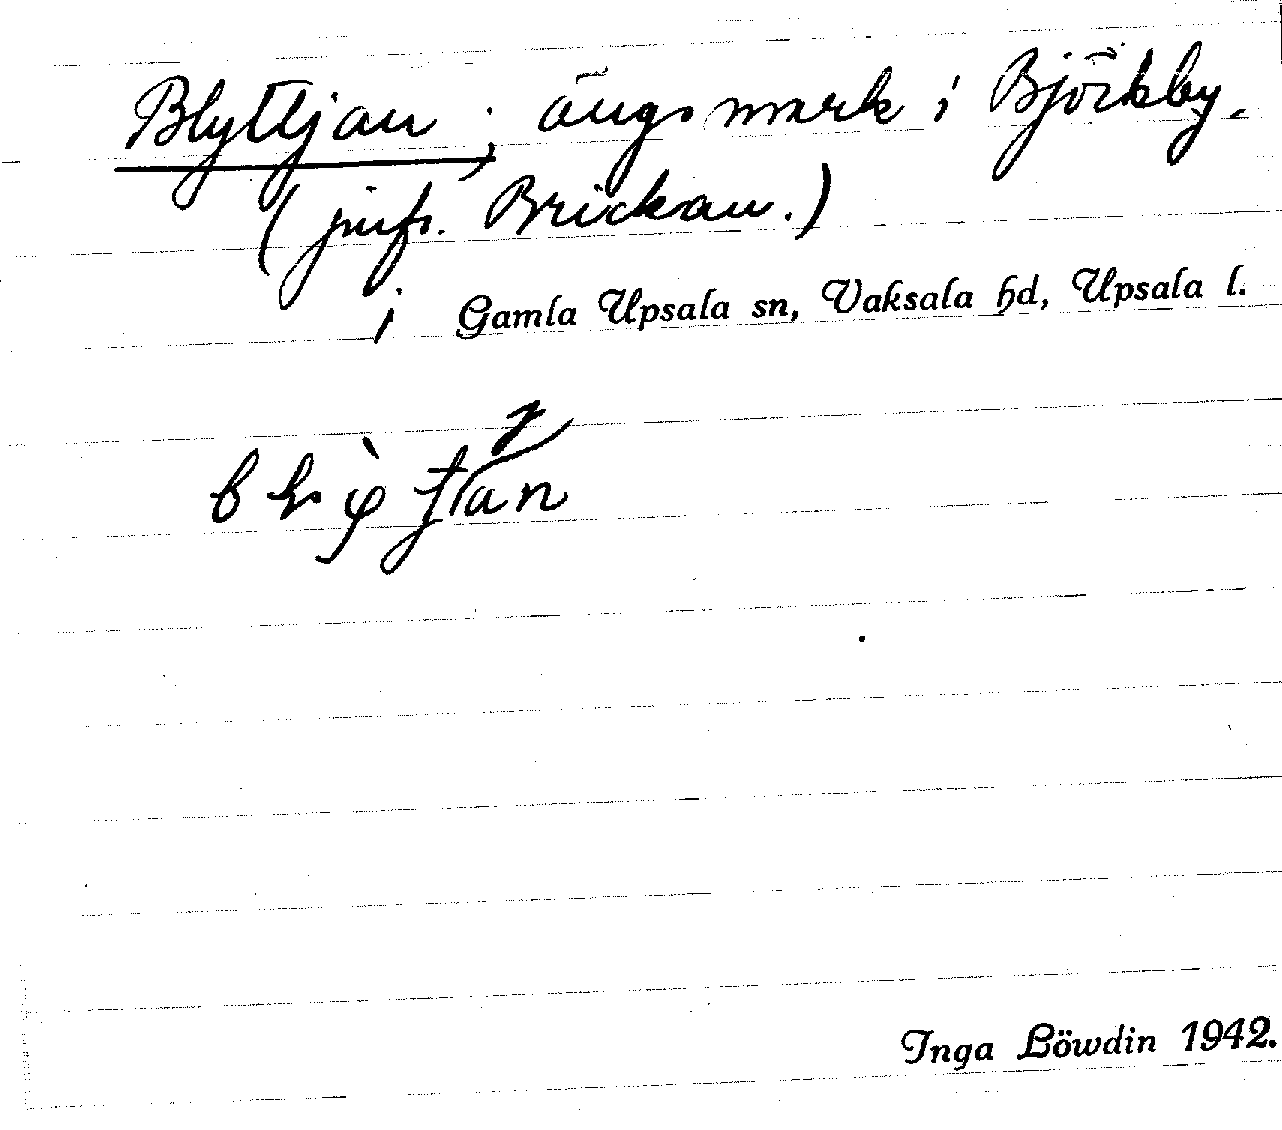 Blyttjan; ängsmark i Björkby.
(jmfr. Brickan.)
i Gamla Upsala sn, Vaksala hd, Upsala l.
Inga Löwdin 1942.